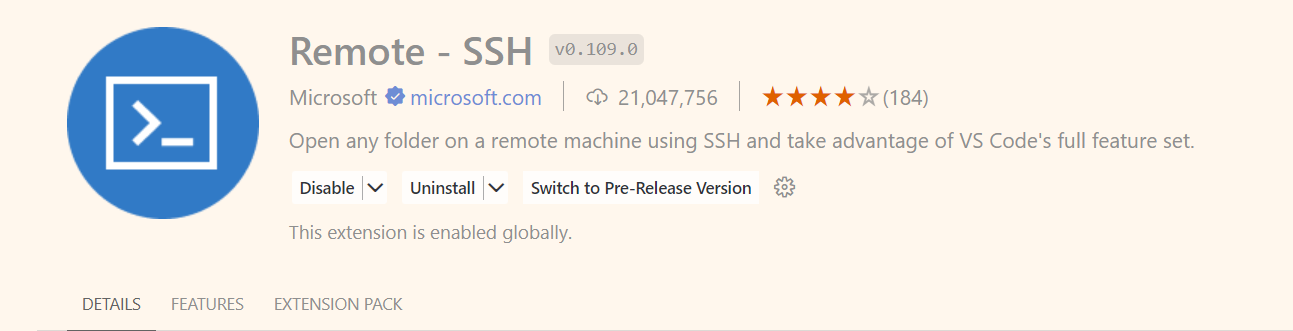 Remote - SSH v0.109.0
Microsoft microsoft.com 21,047,756 (184)
Open any folder on a remote machine using SSH and take advantage of VS Code's full feature set.
Disable Uninstall Switch to Pre-Release Version
This extension is enabled globally.
DETAILS FEATURES EXTENSION PACK